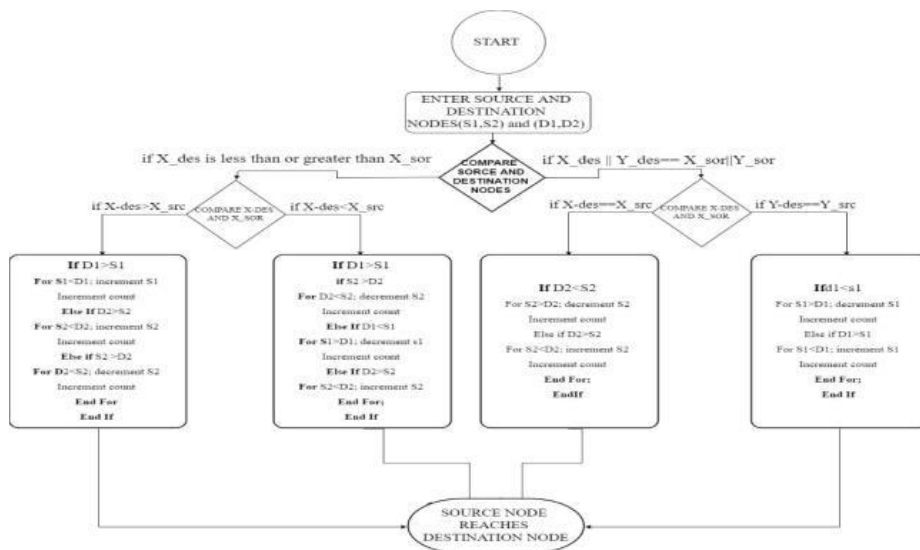 START
ENTER SOURCE AND
DESTINATION
NODES(S1,S2) and (D1,D2)
if X_des is less than or greater than X_sor
COMPARE
SORCE AND
DESTINATION
NODES
if X_des || Y_des== X_sor||Y_sor
if X-des>X_src
COMPARE X-DES
AND X_SOR
if X-des<X_src
if X-des==X_src
COMPARE X-DES
AND X_SOR
if Y-des==Y_src
If D1>S1
For S1<D1; increment S1
Increment count
Else If D2>S2
For S2<D2; increment S2
Increment count
Else if S2 >D2
For D2<S2; decrement S2
Increment count
End For
End If
If D1>S1
if S2 >D2
For D2<S2; decrement S2
Increment count
Else If D1<S1
For S1>D1; decrement s1
Increment count
Else If D2>S2
For S2<D2; increment S2
End For;
End If
If D2<S2
For S2>D2; decrement S2
Increment count
Else if D2>S2
For S2<D2; increment S2
Increment count
End For;
EndIf
Ifd1<s1
For S1>D1; decrement S1
Increment count
Else if D1>S1
For S1<D1; increment S1
Increment count
End For;
End If
SOURCE NODE
REACHES
DESTINATION NODE